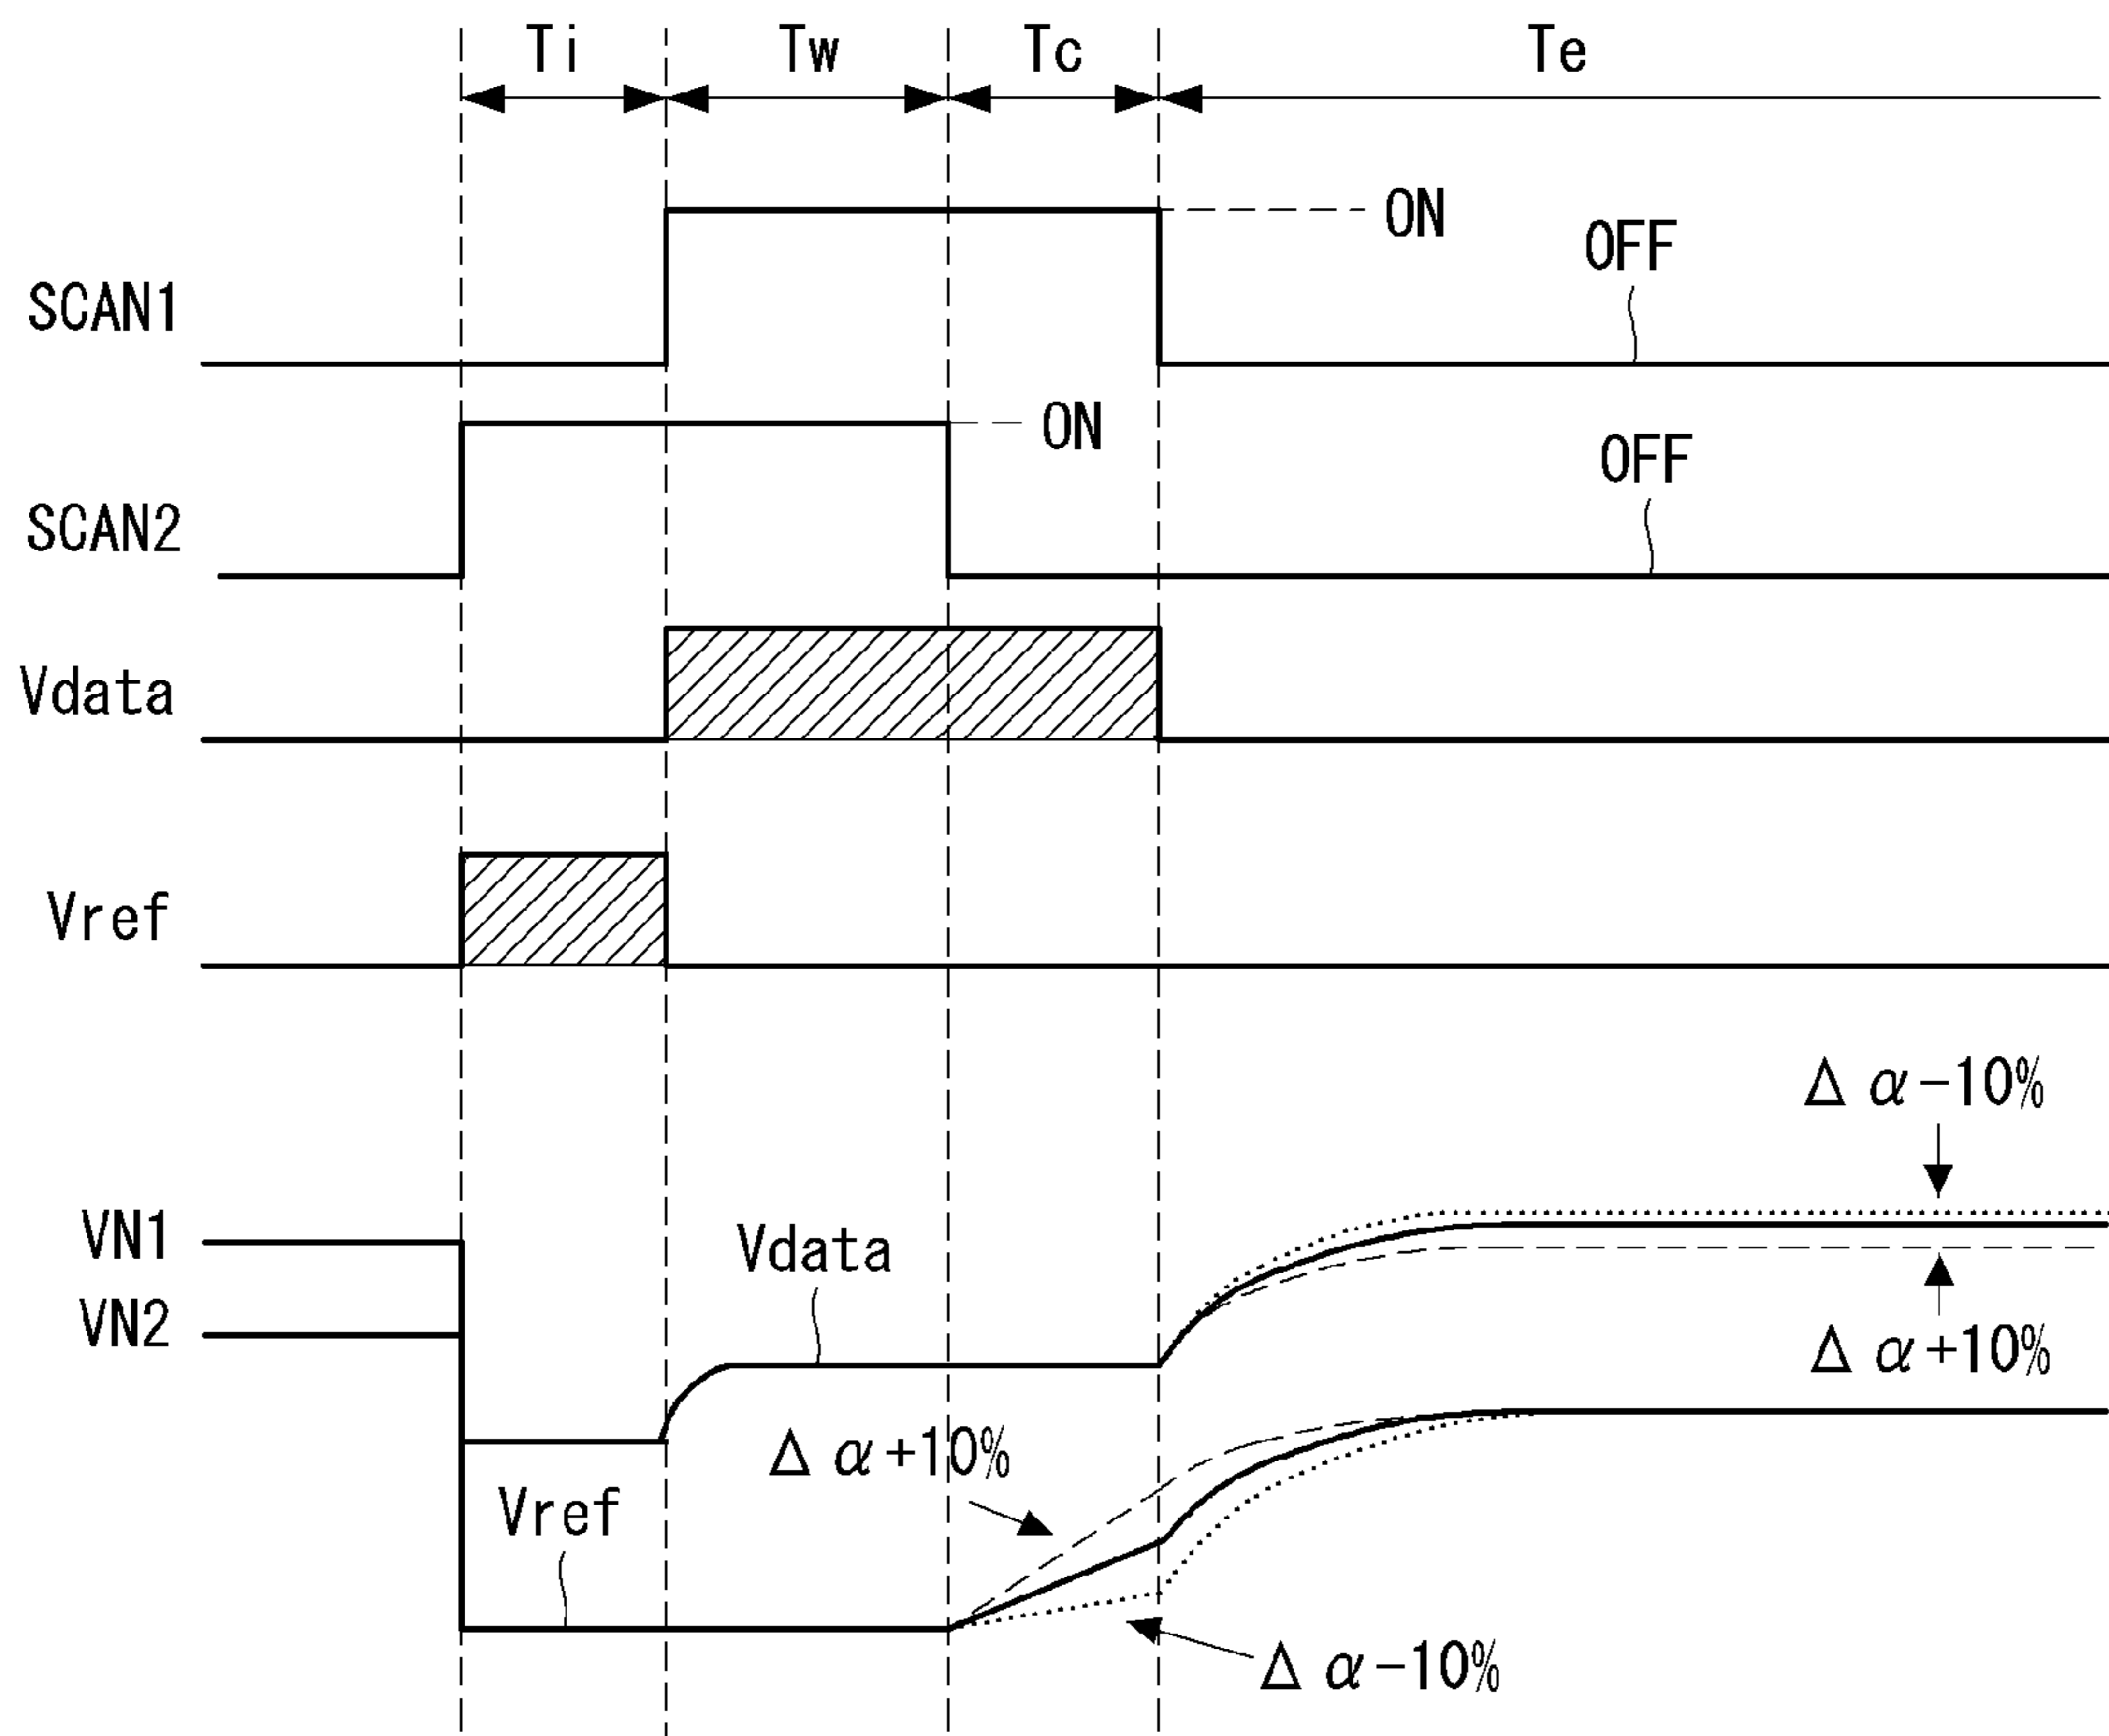 Ti Tw Tc Te
ON
OFF
SCAN1
ON
OFF
SCAN2
Vdata
Vref
Δ α-10%
VN1
Vdata
VN2
Δ α+10%
Δ α+10%
Vref
Δ α-10%